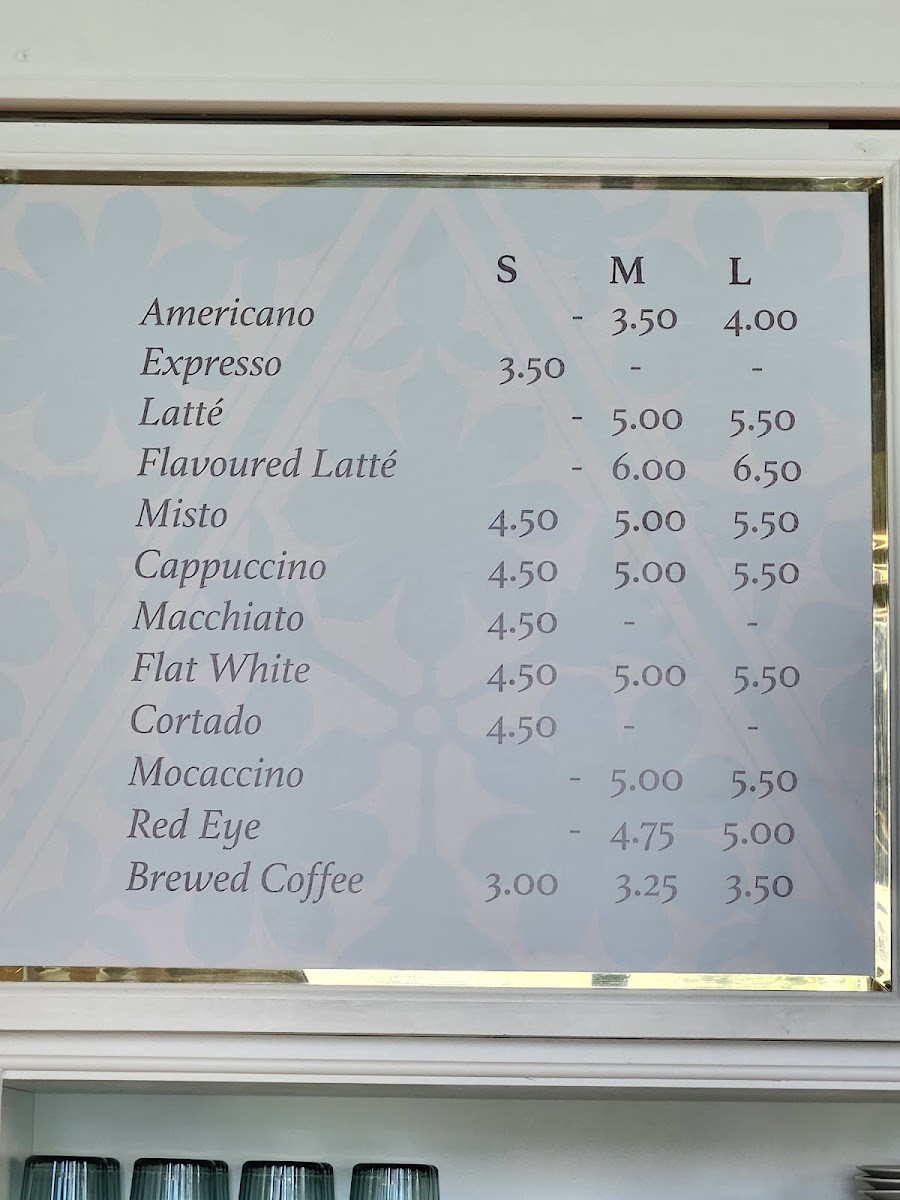 S M L
Americano - 3.50 4.00
Expresso 3.50 - -
Latté - 5.00 5.50
Flavoured Latté - 6.00 6.50
Misto 4.50 5.00 5.50
Cappuccino 4.50 5.00 5.50
Macchiato 4.50 - -
Flat White 4.50 5.00 5.50
Cortado 4.50 - -
Mocaccino - 5.00 5.50
Red Eye - 4.75 5.00
Brewed Coffee 3.00 3.25 3.50